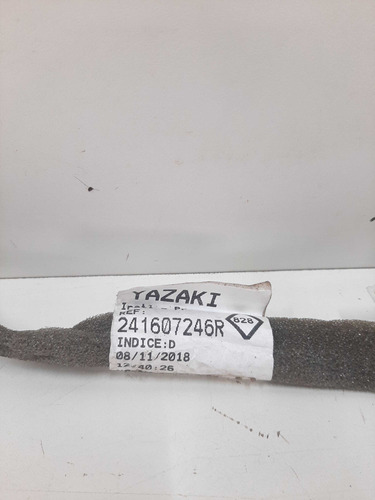 YAZAKI
REF:
241607246R
628
INDICE:D
08/11/2018
12:40:26